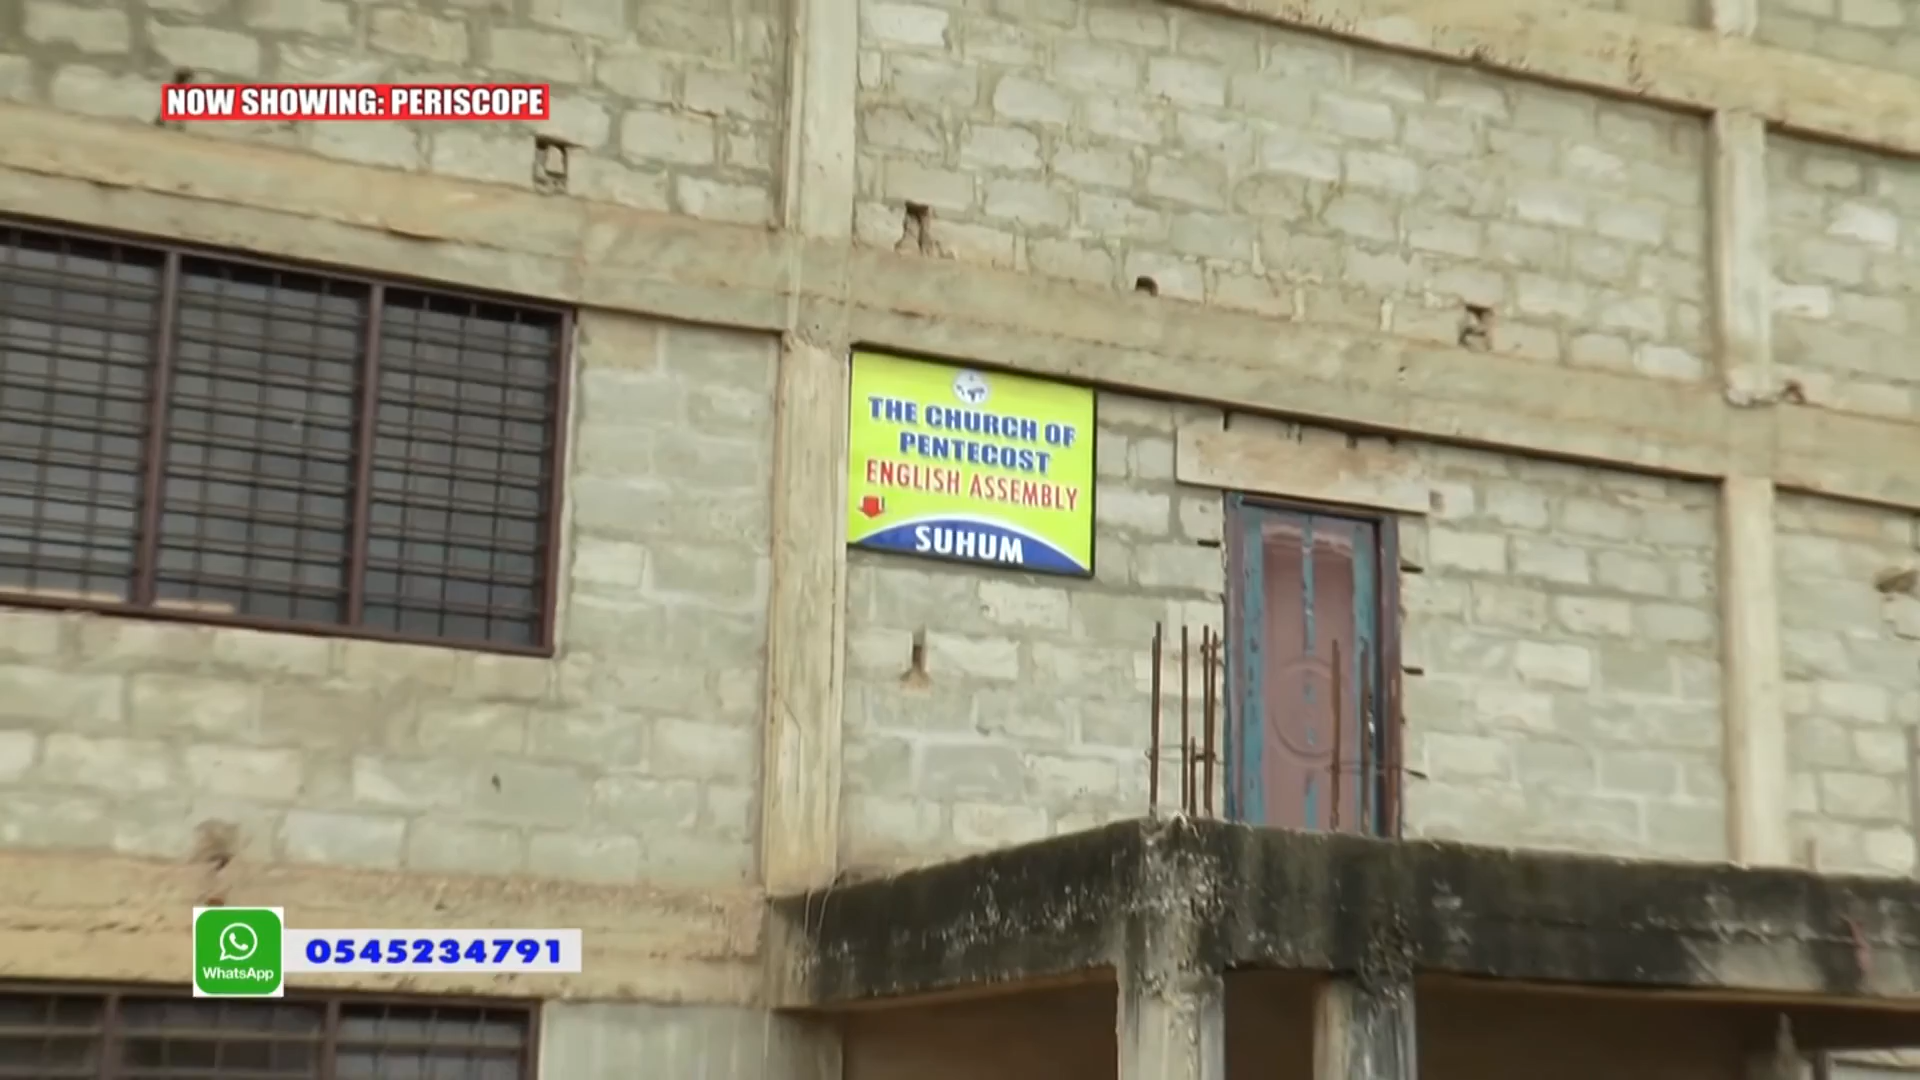 NOW SHOWING: PERISCOPE
THE CHURCH OF
PENTECOST
ENGLISH ASSEMBLY
SUHUM
WhatsApp
0545234791